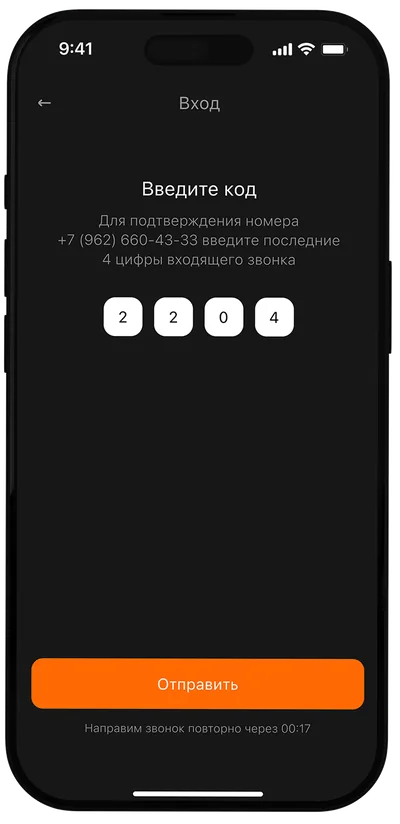 9:41
← Вход
Введите код
Для подтверждения номера
+7 (962) 660-43-33 введите последние
4 цифры входящего звонка
2 2 0 4
Отправить
Направим звонок повторно через 00:17